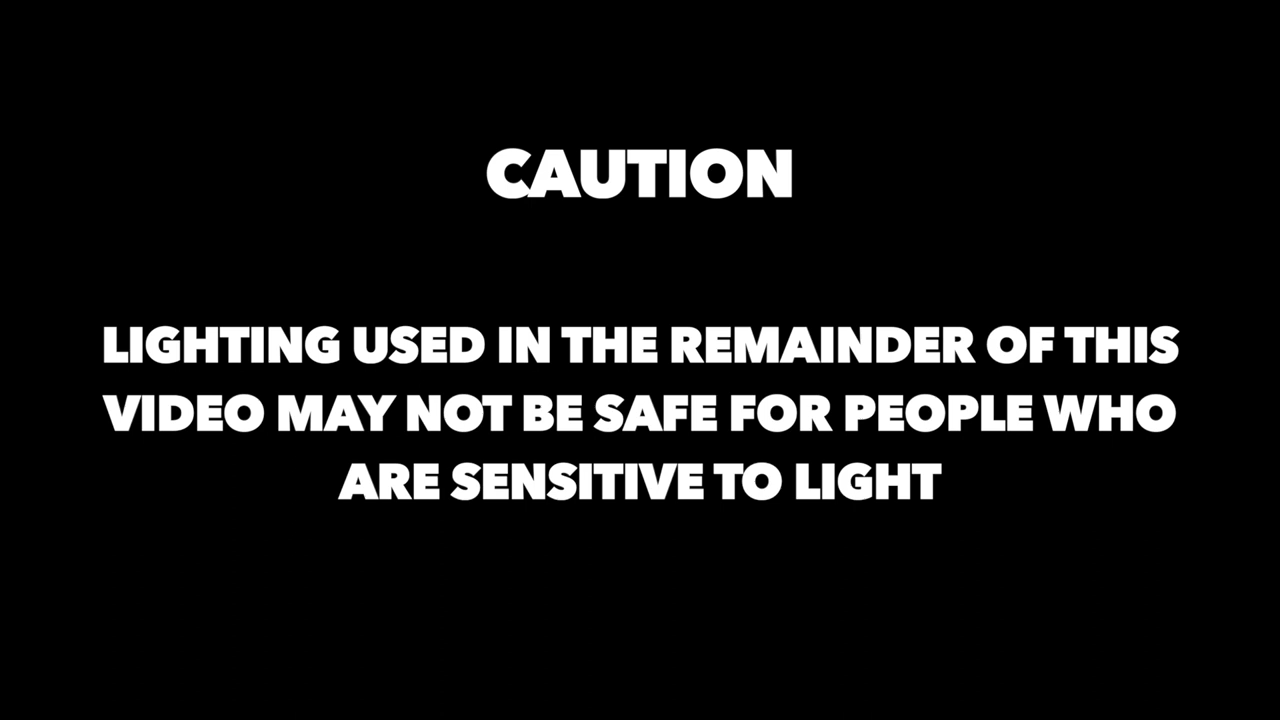 CAUTION
LIGHTING USED IN THE REMAINDER OF THIS
VIDEO MAY NOT BE SAFE FOR PEOPLE WHO
ARE SENSITIVE TO LIGHT